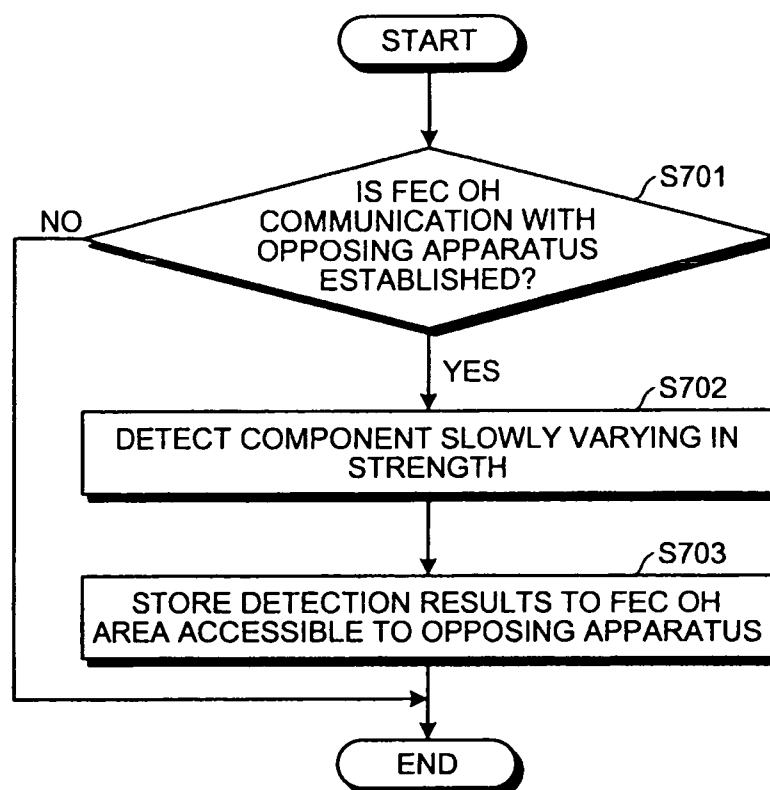 START
S701
IS FEC OH
COMMUNICATION WITH
OPPOSING APPARATUS
ESTABLISHED?
NO
YES
S702
DETECT COMPONENT SLOWLY VARYING IN
STRENGTH
S703
STORE DETECTION RESULTS TO FEC OH
AREA ACCESSIBLE TO OPPOSING APPARATUS
END